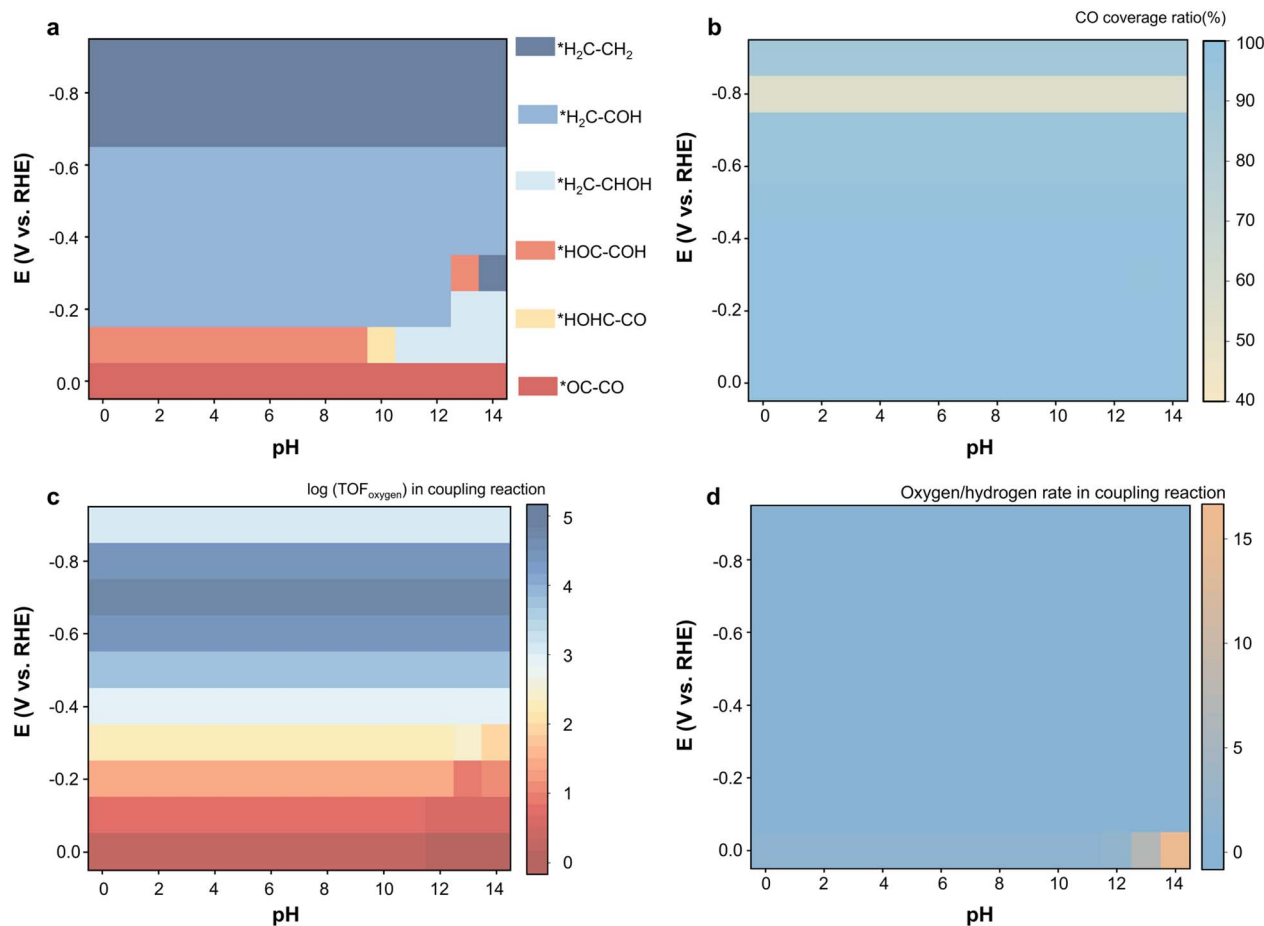 a
*H₂C-CH₂
*H₂C-COH
*H₂C-CHOH
*HOC-COH
*HOHC-CO
*OC-CO
E (V vs. RHE)
-0.8
-0.6
-0.4
-0.2
0.0
0 2 4 6 8 10 12 14
pH
b
CO coverage ratio(%)
100
90
80
70
60
50
40
E (V vs. RHE)
-0.8
-0.6
-0.4
-0.2
0.0
0 2 4 6 8 10 12 14
pH
c
log (TOFoxygen) in coupling reaction
5
4
3
2
1
0
E (V vs. RHE)
-0.8
-0.6
-0.4
-0.2
0.0
0 2 4 6 8 10 12 14
pH
d
Oxygen/hydrogen rate in coupling reaction
15
10
5
0
E (V vs. RHE)
-0.8
-0.6
-0.4
-0.2
0.0
0 2 4 6 8 10 12 14
pH